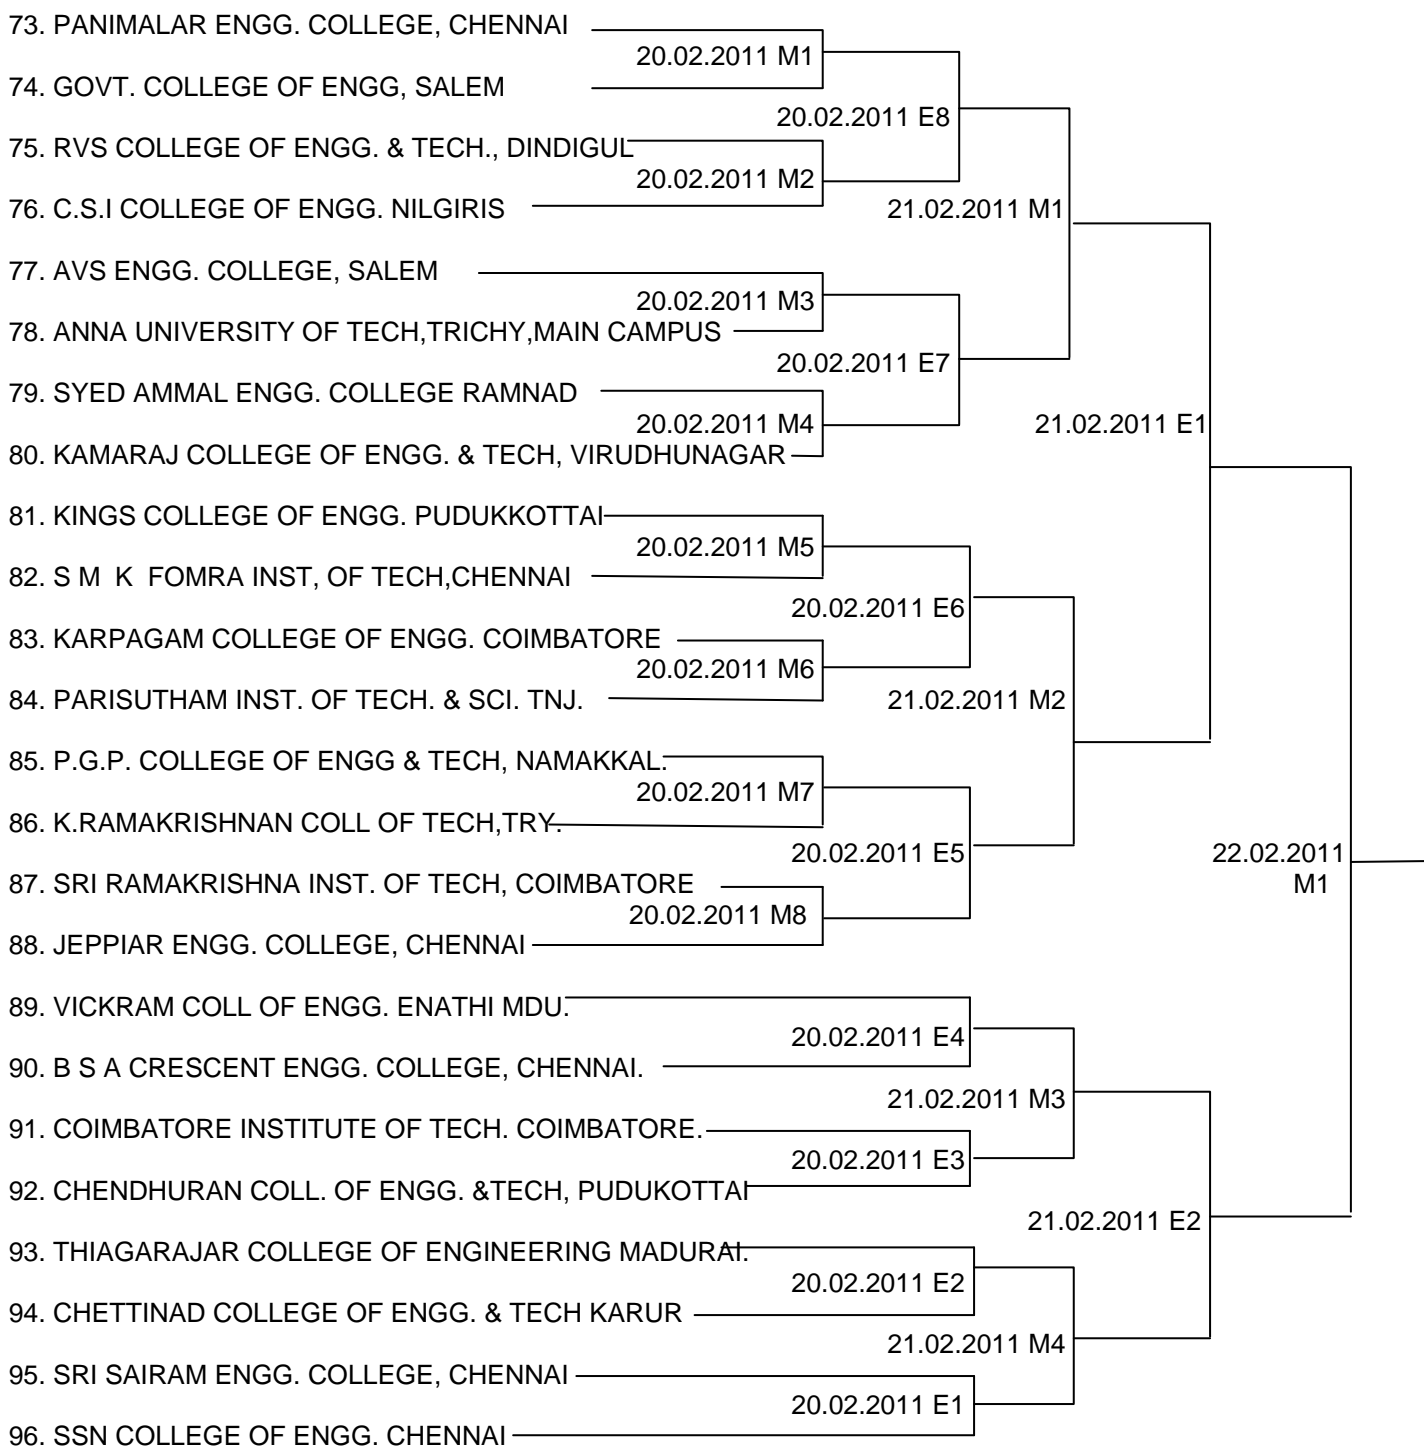 73. PANIMALAR ENGG. COLLEGE, CHENNAI
20.02.2011 M1
74. GOVT. COLLEGE OF ENGG, SALEM
20.02.2011 E8
75. RVS COLLEGE OF ENGG. & TECH., DINDIGUL
20.02.2011 M2
76. C.S.I COLLEGE OF ENGG. NILGIRIS
21.02.2011 M1
77. AVS ENGG. COLLEGE, SALEM
20.02.2011 M3
78. ANNA UNIVERSITY OF TECH,TRICHY,MAIN CAMPUS
20.02.2011 E7
79. SYED AMMAL ENGG. COLLEGE RAMNAD
20.02.2011 M4
21.02.2011 E1
80. KAMARAJ COLLEGE OF ENGG. & TECH, VIRUDHUNAGAR
81. KINGS COLLEGE OF ENGG. PUDUKKOTTAI
20.02.2011 M5
82. S M K FOMRA INST, OF TECH,CHENNAI
20.02.2011 E6
83. KARPAGAM COLLEGE OF ENGG. COIMBATORE
20.02.2011 M6
84. PARISUTHAM INST. OF TECH. & SCI. TNJ.
21.02.2011 M2
85. P.G.P. COLLEGE OF ENGG & TECH, NAMAKKAL.
20.02.2011 M7
86. K.RAMAKRISHNAN COLL OF TECH,TRY.
20.02.2011 E5
22.02.2011
M1
87. SRI RAMAKRISHNA INST. OF TECH, COIMBATORE
20.02.2011 M8
88. JEPPIAR ENGG. COLLEGE, CHENNAI
89. VICKRAM COLL OF ENGG. ENATHI MDU.
20.02.2011 E4
90. B S A CRESCENT ENGG. COLLEGE, CHENNAI.
21.02.2011 M3
91. COIMBATORE INSTITUTE OF TECH. COIMBATORE.
20.02.2011 E3
92. CHENDHURAN COLL. OF ENGG. &TECH, PUDUKOTTAI
21.02.2011 E2
93. THIAGARAJAR COLLEGE OF ENGINEERING MADURAI.
20.02.2011 E2
94. CHETTINAD COLLEGE OF ENGG. & TECH KARUR
21.02.2011 M4
95. SRI SAIRAM ENGG. COLLEGE, CHENNAI
20.02.2011 E1
96. SSN COLLEGE OF ENGG. CHENNAI